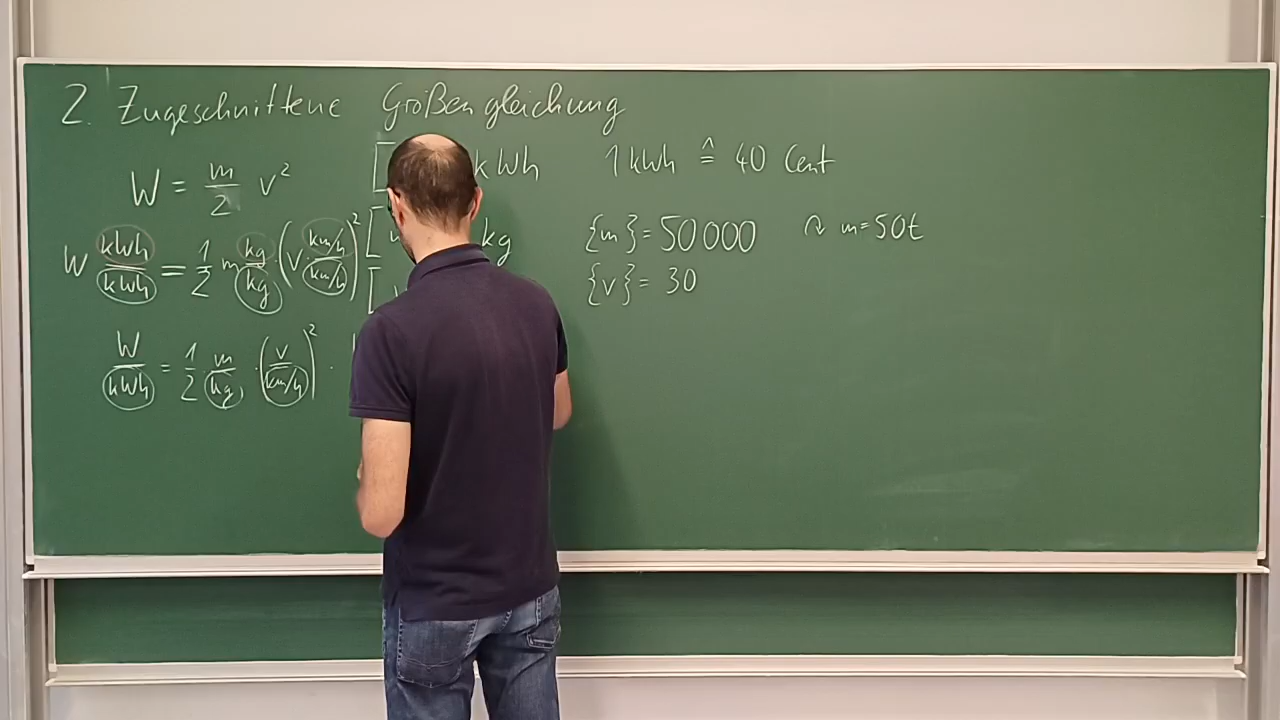 2. Zugeschnittene Größengleichung
W = m/2 v² [ kWh 1 kWh ≙ 40 Cent
W kWh/kWh = 1/2 m kg/kg · (v · km/h / km/h)² [ kg {m} = 50 000 ↷ m = 50t
[ {v} = 30
W/kWh = 1/2 · m/kg · (v / km/h)² ·